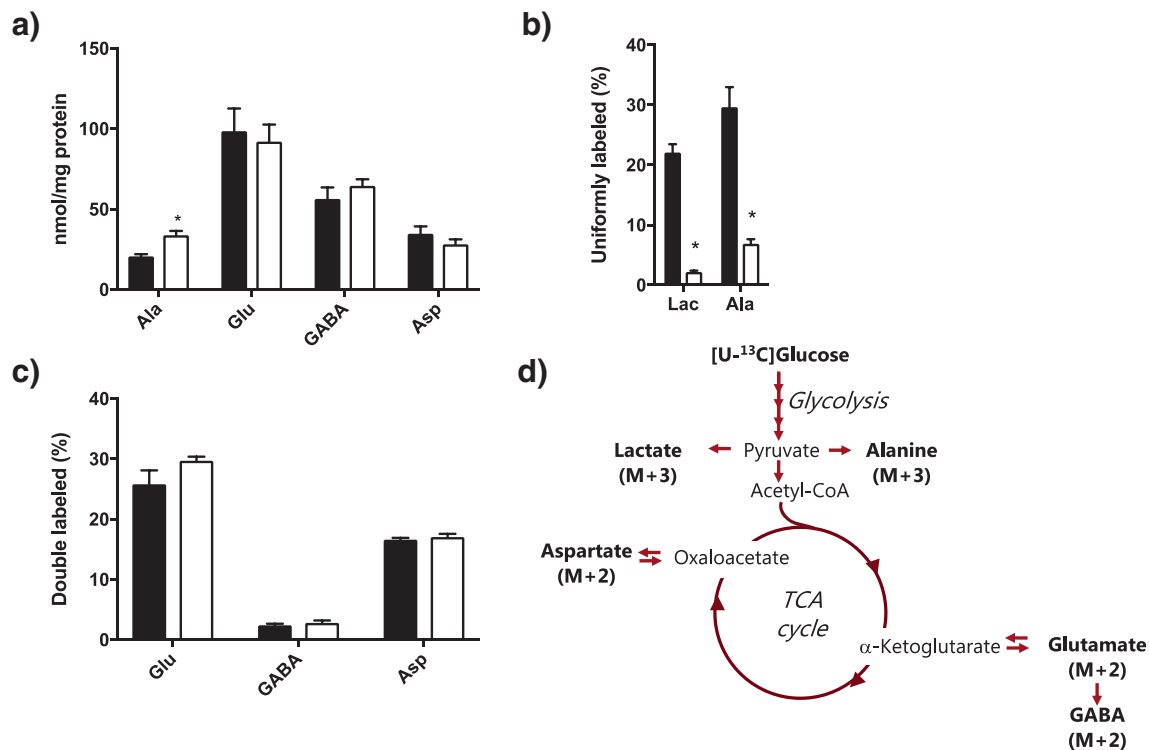 a)
150
100
50
0
nmol/mg protein
*
Ala
Glu
GABA
Asp
b)
40
30
20
10
0
Uniformly labeled (%)
*
*
Lac
Ala
c)
40
30
20
10
0
Double labeled (%)
Glu
GABA
Asp
d)
[U-¹³C]Glucose
Glycolysis
Lactate
(M+3)
Pyruvate
Alanine
(M+3)
Acetyl-CoA
Aspartate
(M+2)
Oxaloacetate
TCA
cycle
α-Ketoglutarate
Glutamate
(M+2)
GABA
(M+2)